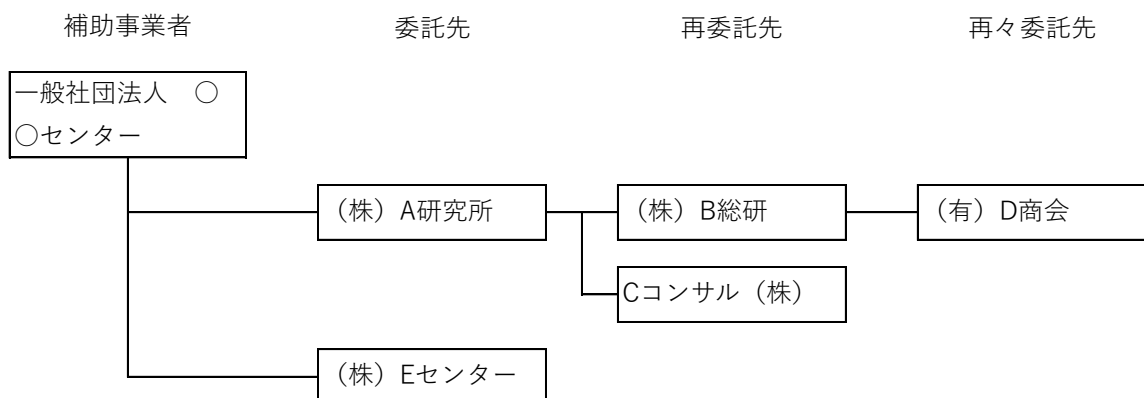 補助事業者 委託先 再委託先 再々委託先
一般社団法人　○
○センター
（株）A研究所 （株）B総研 （有）D商会
Cコンサル（株）
（株）Eセンター